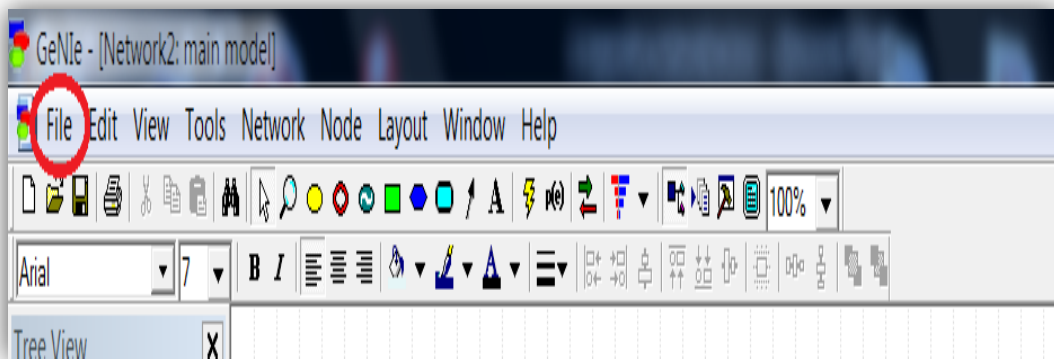 GeNIe - [Network2: main model]
File Edit View Tools Network Node Layout Window Help
A p(e) 100%
Arial 7 B I A
Tree View X